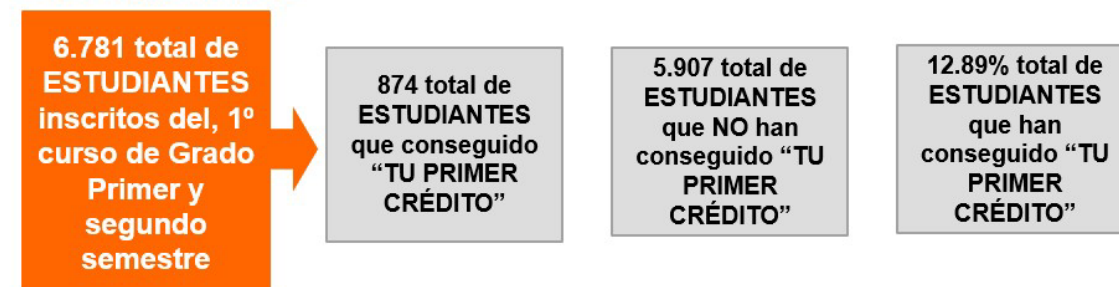 6.781 total de
ESTUDIANTES
inscritos del, 1º
curso de Grado
Primer y
segundo
semestre
874 total de
ESTUDIANTES
que conseguido
“TU PRIMER
CRÉDITO”
5.907 total de
ESTUDIANTES
que NO han
conseguido “TU
PRIMER
CRÉDITO”
12.89% total de
ESTUDIANTES
que han
conseguido “TU
PRIMER
CRÉDITO”